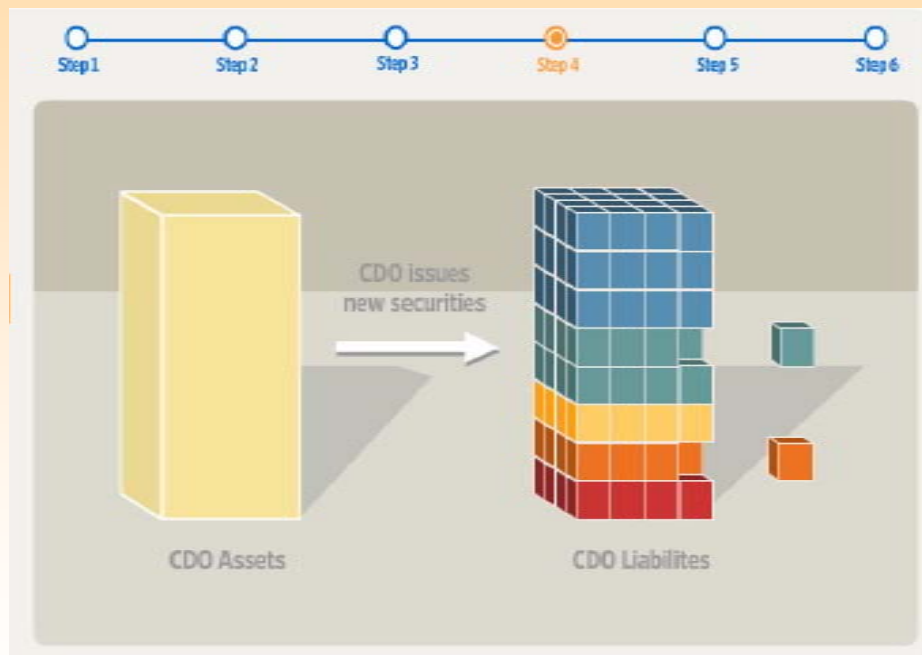 Step 1
Step 2
Step 3
Step 4
Step 5
Step 6
CDO issues
new securities
CDO Assets
CDO Liabilites